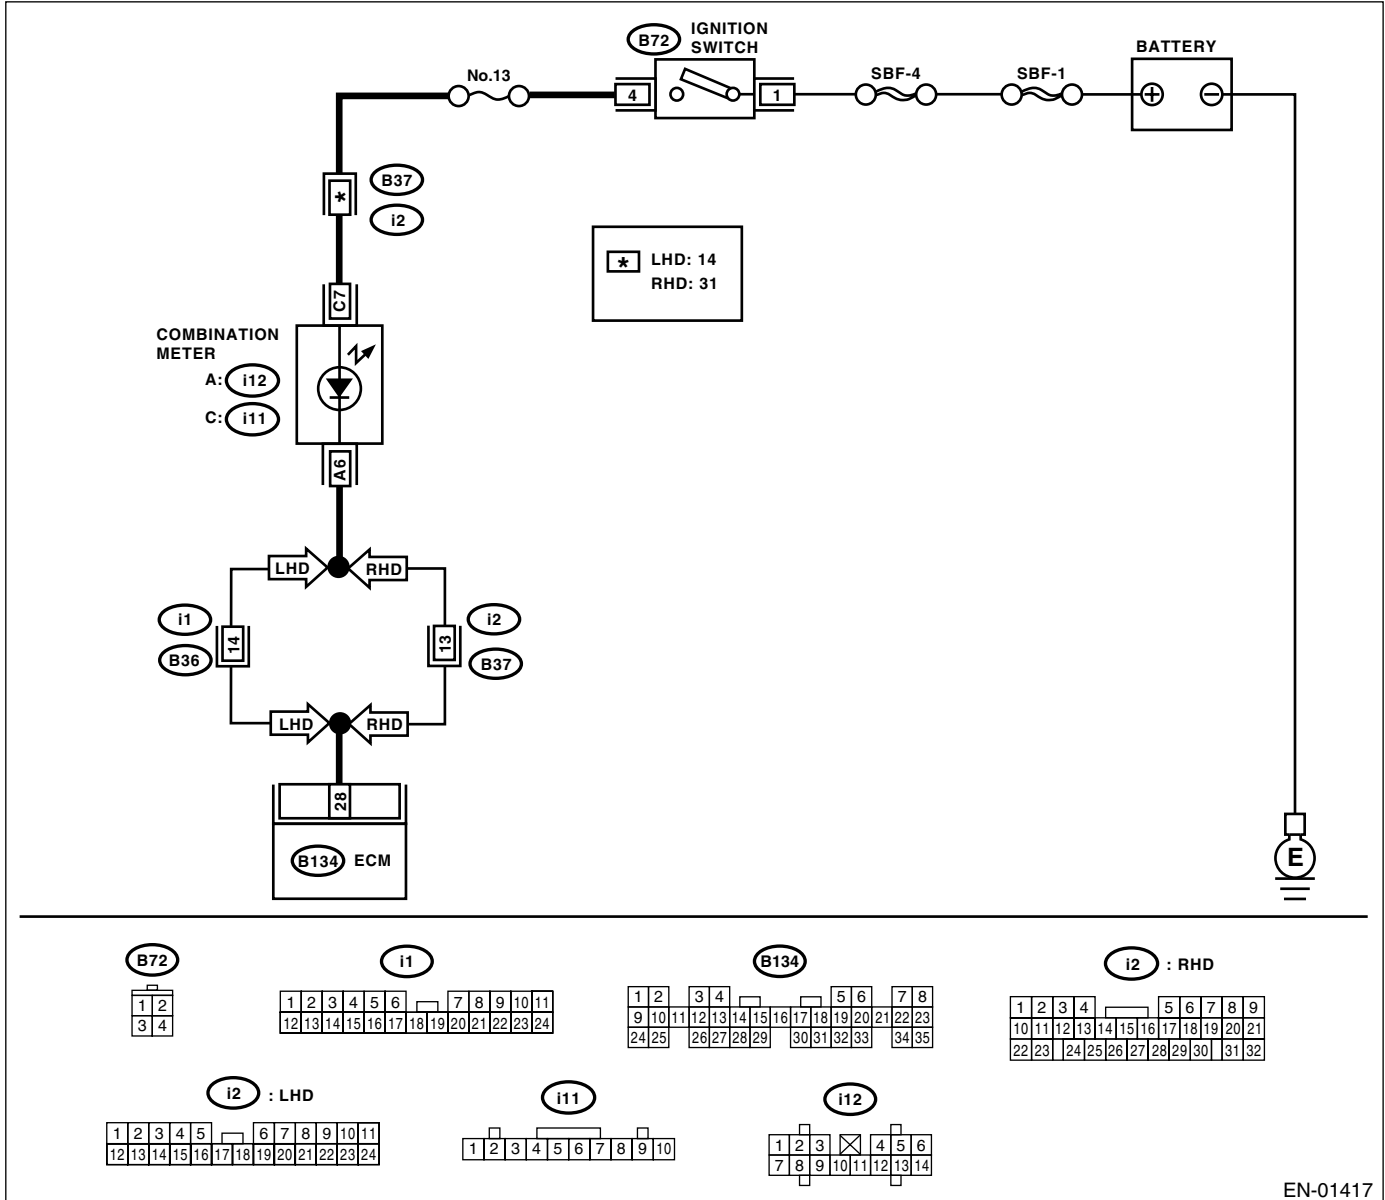 B72 IGNITION
SWITCH
BATTERY
No.13
4
1
SBF-4
SBF-1
+
−
*
B37
i2
* LHD: 14
RHD: 31
C7
COMBINATION
METER
A: i12
C: i11
A6
LHD
RHD
i1
14
B36
i2
13
B37
LHD
RHD
28
B134 ECM
E
B72
1 2
3 4
i1
1 2 3 4 5 6 7 8 9 10 11
12 13 14 15 16 17 18 19 20 21 22 23 24
B134
1 2 3 4 5 6 7 8
9 10 11 12 13 14 15 16 17 18 19 20 21 22 23
24 25 26 27 28 29 30 31 32 33 34 35
i2 : RHD
1 2 3 4 5 6 7 8 9
10 11 12 13 14 15 16 17 18 19 20 21
22 23 24 25 26 27 28 29 30 31 32
i2 : LHD
1 2 3 4 5 6 7 8 9 10 11
12 13 14 15 16 17 18 19 20 21 22 23 24
i11
1 2 3 4 5 6 7 8 9 10
i12
1 2 3 4 5 6
7 8 9 10 11 12 13 14
EN-01417